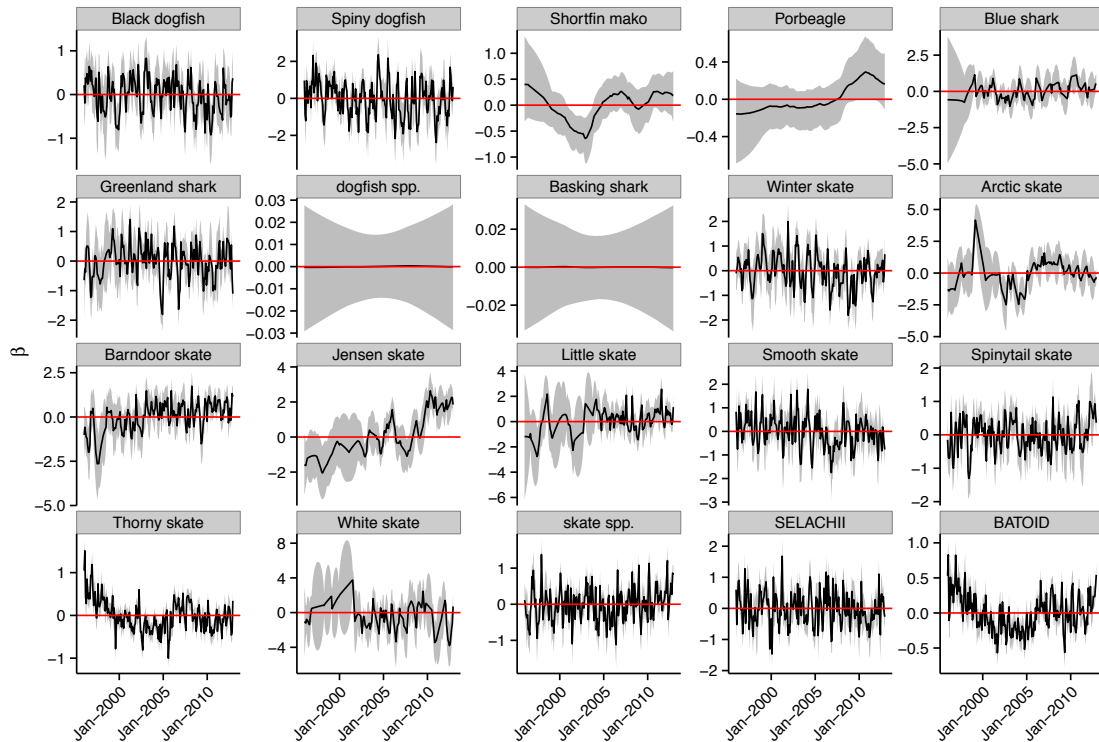 Black dogfish
Spiny dogfish
Shortfin mako
Porbeagle
Blue shark
1
0
−1
2
0
−2
1.0
0.5
0.0
−0.5
−1.0
0.4
0.0
−0.4
2.5
0.0
−2.5
−5.0
Greenland shark
dogfish spp.
Basking shark
Winter skate
Arctic skate
2
1
0
−1
−2
0.03
0.02
0.01
0.00
−0.01
−0.02
−0.03
0.02
0.00
−0.02
2
1
0
−1
−2
5.0
2.5
0.0
−2.5
−5.0
β
Barndoor skate
Jensen skate
Little skate
Smooth skate
Spinytail skate
2.5
0.0
−2.5
−5.0
4
2
0
−2
4
2
0
−2
−4
−6
2
1
0
−1
−2
−3
2
1
0
−1
−2
Thorny skate
White skate
skate spp.
SELACHII
BATOID
1
0
−1
8
4
0
−4
1
0
−1
2
1
0
−1
−2
1.0
0.5
0.0
−0.5
Jan−2000
Jan−2005
Jan−2010
Jan−2000
Jan−2005
Jan−2010
Jan−2000
Jan−2005
Jan−2010
Jan−2000
Jan−2005
Jan−2010
Jan−2000
Jan−2005
Jan−2010